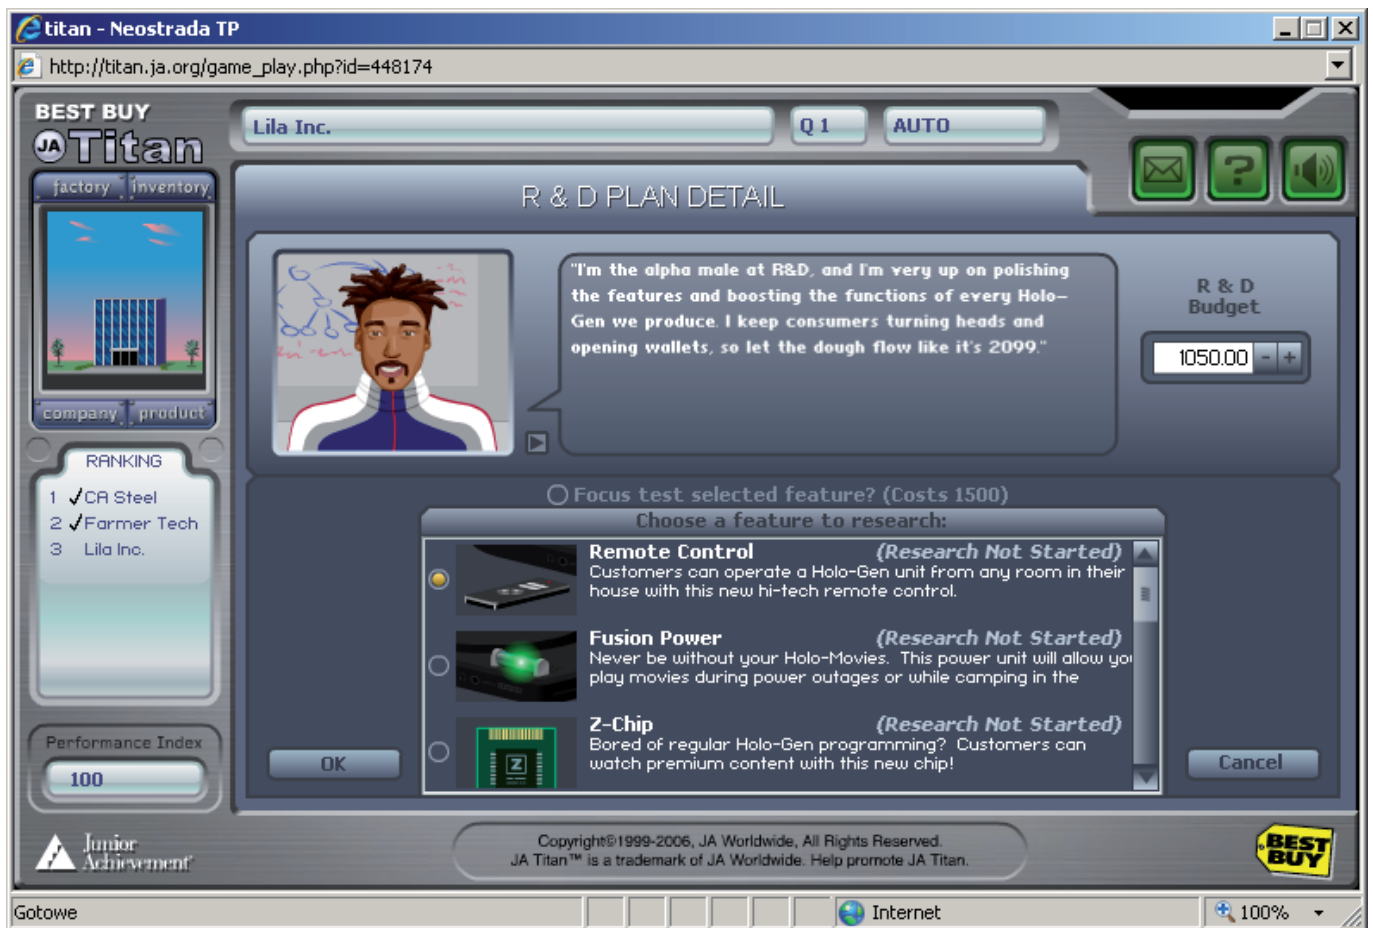 titan - Neostrada TP
http://titan.ja.org/game_play.php?id=448174
BEST BUY
JA Titan
Lila Inc.
Q 1
AUTO
factory
inventory
R & D PLAN DETAIL
"I'm the alpha male at R&D, and I'm very up on polishing
the features and boosting the functions of every Holo-
Gen we produce. I keep consumers turning heads and
opening wallets, so let the dough flow like it's 2099."
R & D
Budget
1050.00 - +
company
product
RANKING
1 ✓CA Steel
2 ✓Farmer Tech
3 Lila Inc.
Focus test selected feature? (Costs 1500)
Choose a feature to research:
Remote Control (Research Not Started)
Customers can operate a Holo-Gen unit from any room in their
house with this new hi-tech remote control.
Fusion Power (Research Not Started)
Never be without your Holo-Movies. This power unit will allow you
play movies during power outages or while camping in the
Z-Chip (Research Not Started)
Bored of regular Holo-Gen programming? Customers can
watch premium content with this new chip!
Z
OK
Cancel
Performance Index
100
Junior
Achievement®
Copyright©1999-2006, JA Worldwide, All Rights Reserved.
JA Titan™ is a trademark of JA Worldwide. Help promote JA Titan.
BEST
BUY
Gotowe
Internet
100%